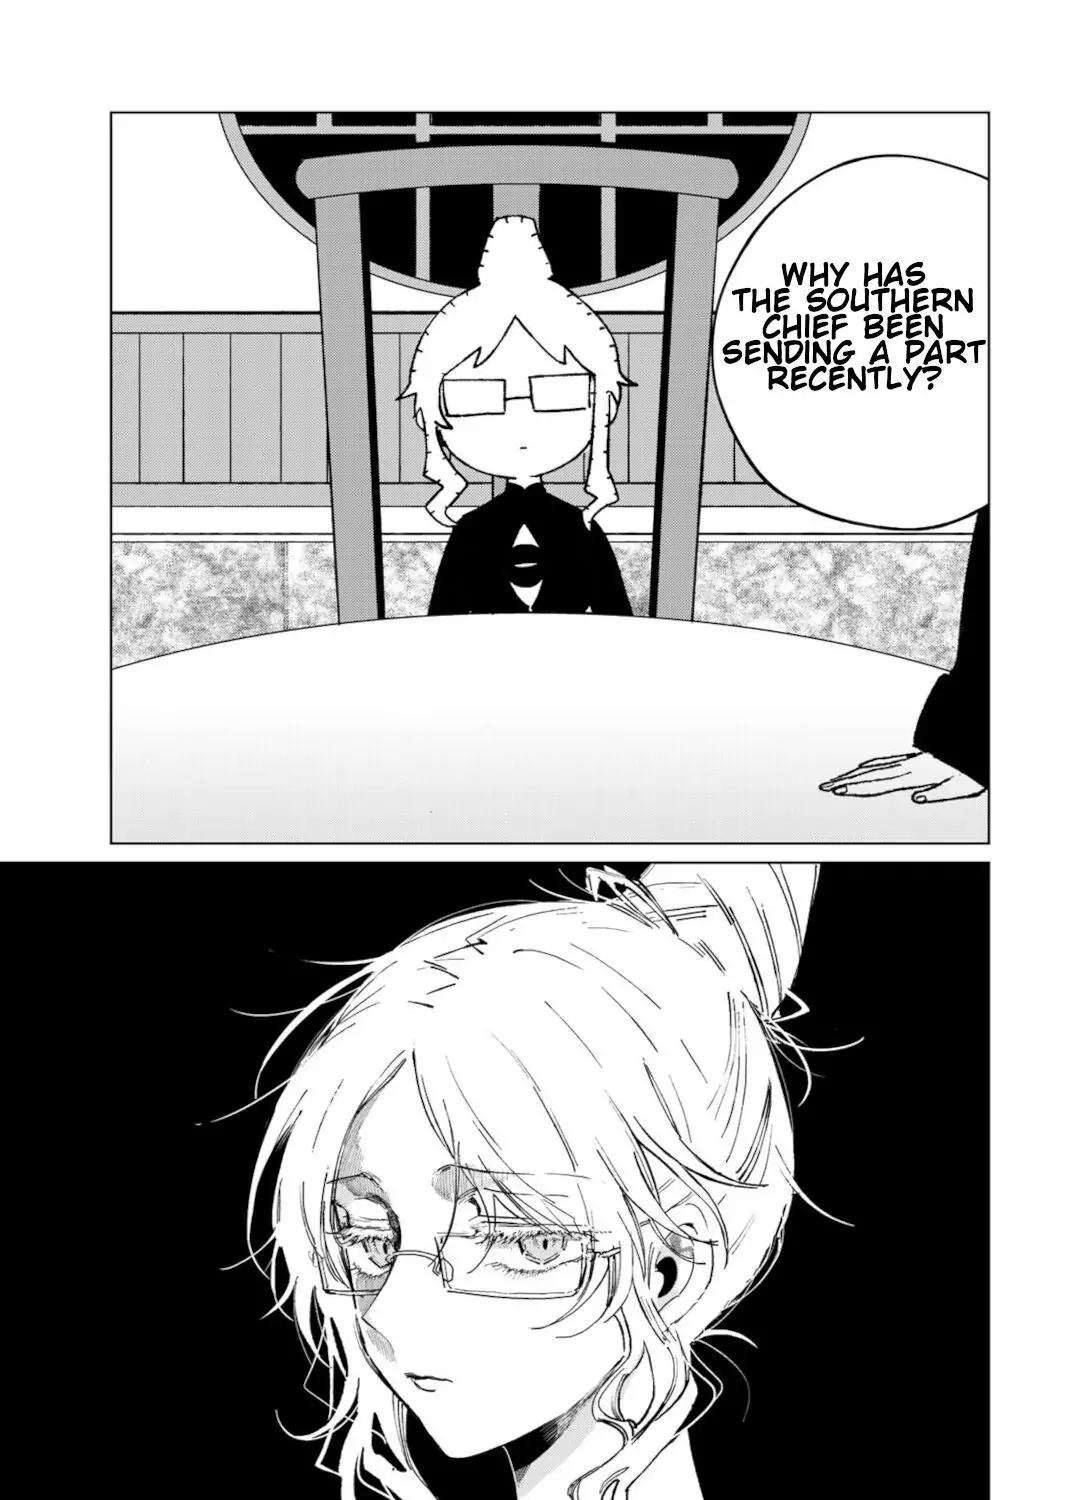 WHY HAS
THE SOUTHERN
CHIEF BEEN
SENDING A PART
RECENTLY?